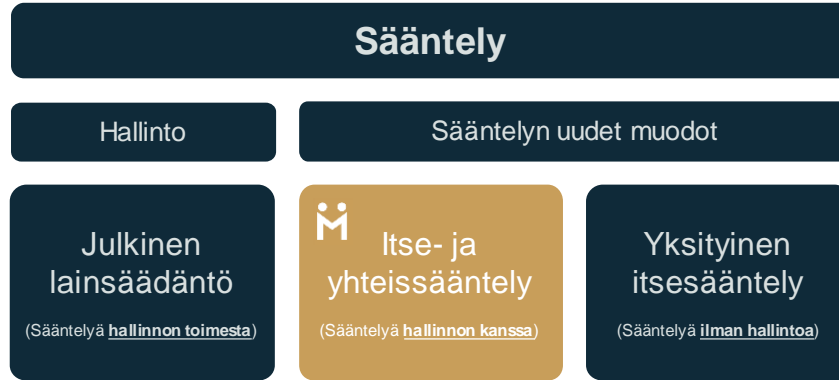 Sääntely
Hallinto
Sääntelyn uudet muodot
Julkinen
lainsäädäntö
(Sääntelyä hallinnon toimesta)
Itse- ja
yhteissääntely
(Sääntelyä hallinnon kanssa)
Yksityinen
itsesääntely
(Sääntelyä ilman hallintoa)